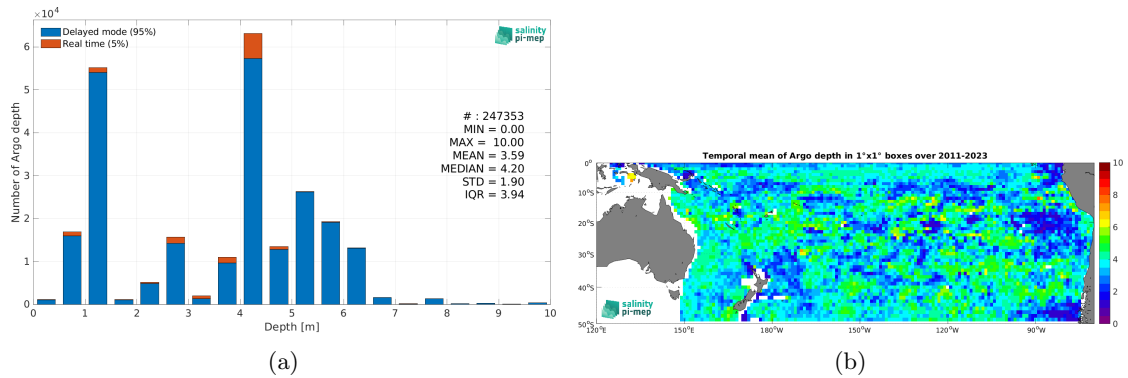 ×10⁴
Delayed mode (95%)
Real time (5%)
salinity
pi-mep
6
5
4
3
2
1
0
Number of Argo depth
# : 247353
MIN = 0.00
MAX = 10.00
MEAN = 3.59
MEDIAN = 4.20
STD = 1.90
IQR = 3.94
0 1 2 3 4 5 6 7 8 9 10
Depth [m]
(a)
Temporal mean of Argo depth in 1°x1° boxes over 2011-2023
0°
10°S
20°S
30°S
40°S
50°S
120°E 150°E 180°W 150°W 120°W 90°W
10
8
6
4
2
0
salinity
pi-mep
(b)